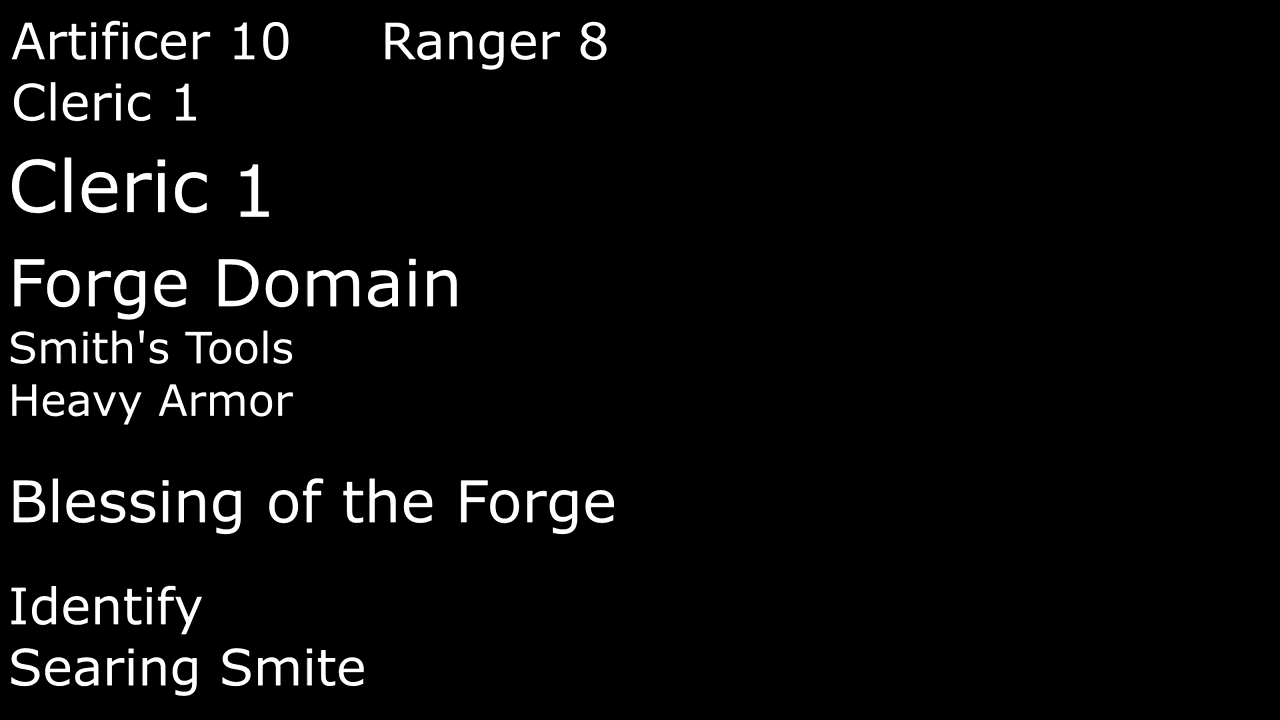 Artificer 10 Ranger 8
Cleric 1
Cleric 1
Forge Domain
Smith's Tools
Heavy Armor
Blessing of the Forge
Identify
Searing Smite